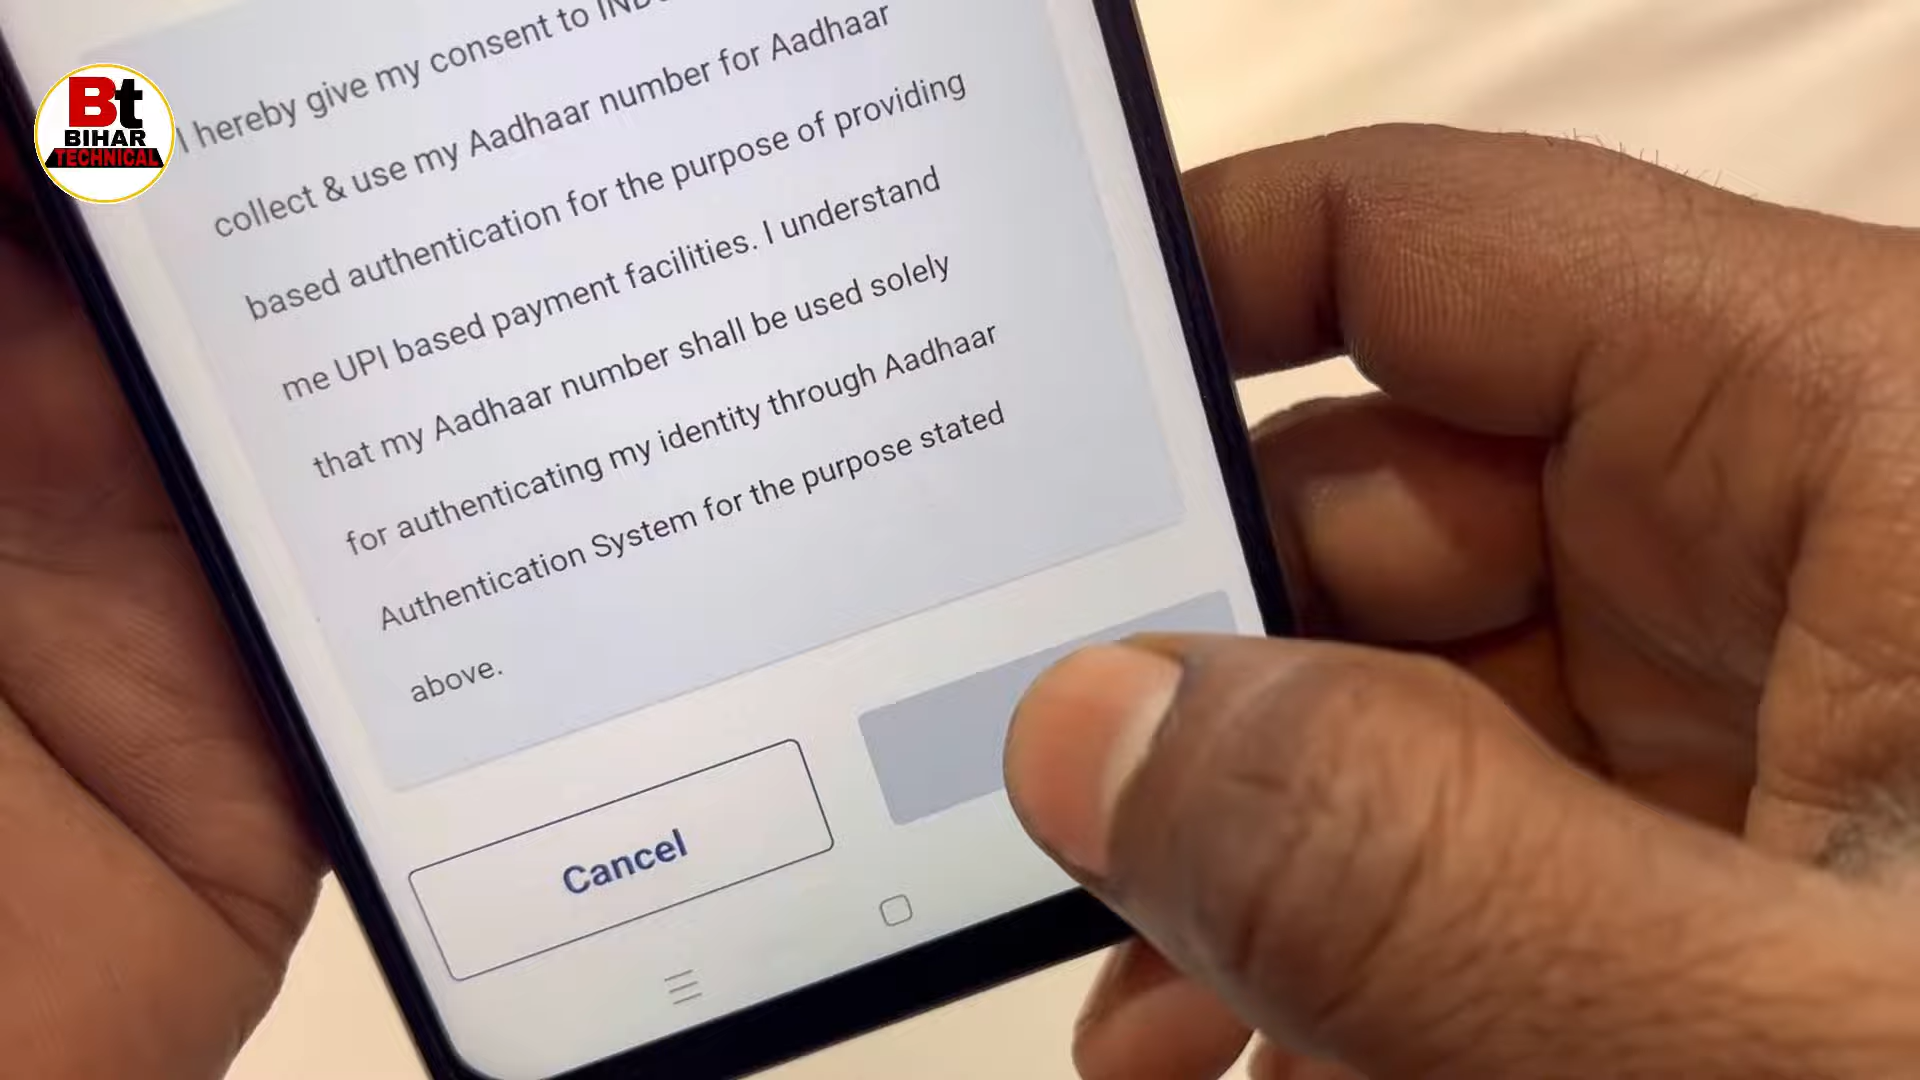 Bt
BIHAR
TECHNICAL
I hereby give my consent to
collect & use my Aadhaar number for Aadhaar
based authentication for the purpose of providing
me UPI based payment facilities. I understand
that my Aadhaar number shall be used solely
for authenticating my identity through Aadhaar
Authentication System for the purpose stated
above.
Cancel